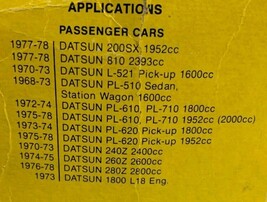 APPLICATIONS
PASSENGER CARS
1977-78 DATSUN 200SX 1952cc
1977-78 DATSUN 810 2393cc
1970-73 DATSUN L-521 Pick-up 1600cc
1968-73 DATSUN PL-510 Sedan,
Station Wagon 1600cc
1972-74 DATSUN PL-610, PL-710 1800cc
1975-78 DATSUN PL-610, PL-710 1952cc (2000cc)
1973-74 DATSUN PL-620 Pick-up 1800cc
1975-78 DATSUN PL-620 Pick-up 1952cc
1970-73 DATSUN 240Z 2400cc
1974-75 DATSUN 260Z 2600cc
1976-78 DATSUN 280Z 2800cc
1973 DATSUN 1800 L18 Eng.